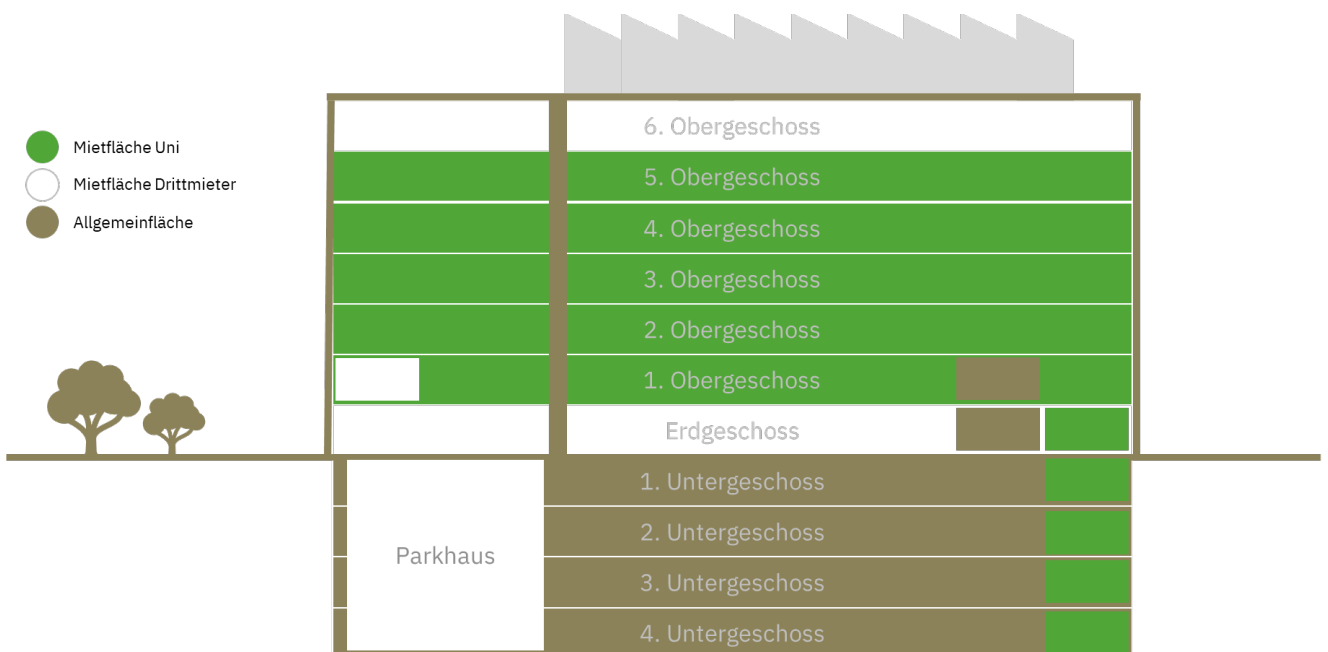 Mietfläche Uni
Mietfläche Drittmieter
Allgemeinfläche
6. Obergeschoss
5. Obergeschoss
4. Obergeschoss
3. Obergeschoss
2. Obergeschoss
1. Obergeschoss
Erdgeschoss
1. Untergeschoss
2. Untergeschoss
Parkhaus
3. Untergeschoss
4. Untergeschoss